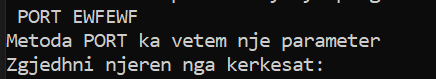 PORT EWFEWF
Metoda PORT ka vetem nje parameter
Zgjedhni njeren nga kerkesat: